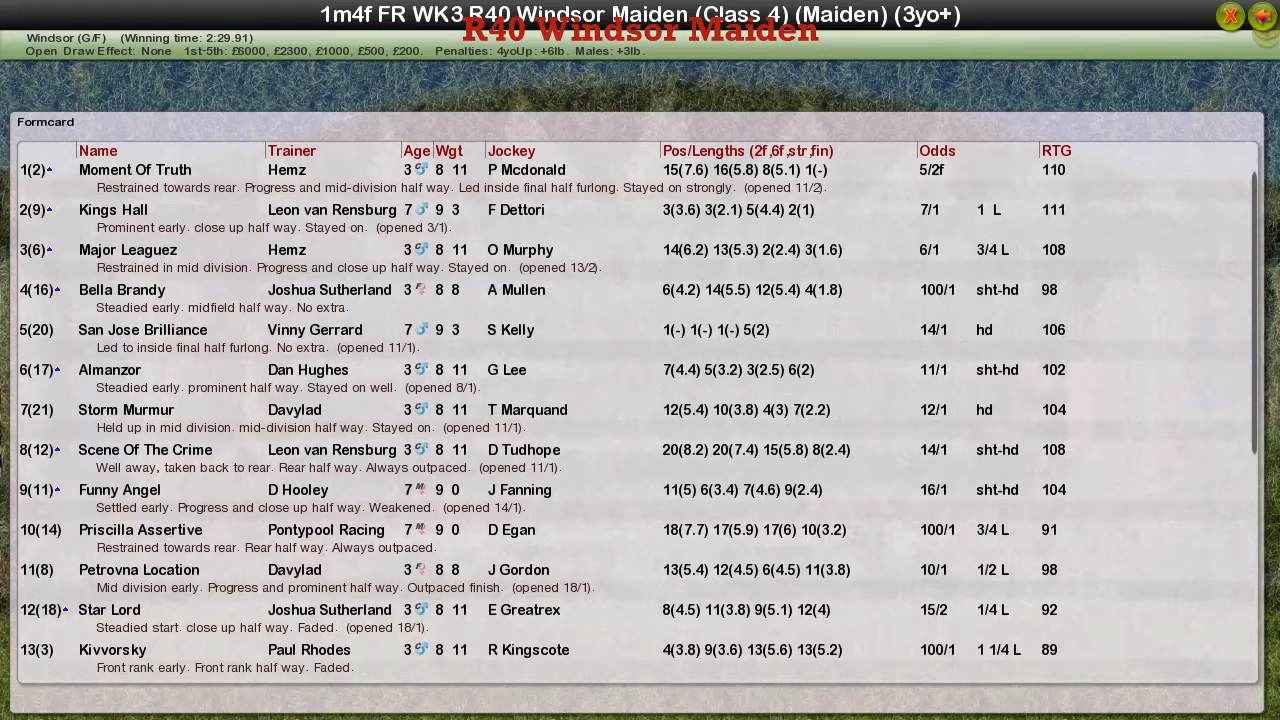 1m4f FR WK3 R40 Windsor Maiden (Class 4) (Maiden) (3yo+)
R40 Windsor Maiden
Windsor (G/F) (Winning time: 2:29.91)
Open Draw Effect: None 1st-5th: £6000, £2300, £1000, £500, £200. Penalties: 4yoUp: +6lb. Males: +3lb.
Formcard
Name Trainer Age Wgt Jockey Pos/Lengths (2f,6f,str,fin) Odds RTG
1(2) Moment Of Truth Hemz 3 8 11 P Mcdonald 15(7.6) 16(5.8) 8(5.1) 1(-) 5/2f 110
Restrained towards rear. Progress and mid-division half way. Led inside final half furlong. Stayed on strongly. (opened 11/2).
2(9) Kings Hall Leon van Rensburg 7 9 3 F Dettori 3(3.6) 3(2.1) 5(4.4) 2(1) 7/1 1 L 111
Prominent early. close up half way. Stayed on. (opened 3/1).
3(6) Major Leaguez Hemz 3 8 11 O Murphy 14(6.2) 13(5.3) 2(2.4) 3(1.6) 6/1 3/4 L 108
Restrained in mid division. Progress and close up half way. Stayed on. (opened 13/2).
4(16) Bella Brandy Joshua Sutherland 3 8 8 A Mullen 6(4.2) 14(5.5) 12(5.4) 4(1.8) 100/1 sht-hd 98
Steadied early. midfield half way. No extra.
5(20) San Jose Brilliance Vinny Gerrard 7 9 3 S Kelly 1(-) 1(-) 1(-) 5(2) 14/1 hd 106
Led to inside final half furlong. No extra. (opened 11/1).
6(17) Almanzor Dan Hughes 3 8 11 G Lee 7(4.4) 5(3.2) 3(2.5) 6(2) 11/1 sht-hd 102
Steadied early. prominent half way. Stayed on well. (opened 8/1).
7(21) Storm Murmur Davylad 3 8 11 T Marquand 12(5.4) 10(3.8) 4(3) 7(2.2) 12/1 hd 104
Held up in mid division. mid-division half way. Stayed on. (opened 11/1).
8(12) Scene Of The Crime Leon van Rensburg 3 8 11 D Tudhope 20(8.2) 20(7.4) 15(5.8) 8(2.4) 14/1 sht-hd 108
Well away, taken back to rear. Rear half way. Always outpaced. (opened 11/1).
9(11) Funny Angel D Hooley 7 9 0 J Fanning 11(5) 6(3.4) 7(4.6) 9(2.4) 16/1 sht-hd 104
Settled early. Progress and close up half way. Weakened. (opened 14/1).
10(14) Priscilla Assertive Pontypool Racing 7 9 0 D Egan 18(7.7) 17(5.9) 17(6) 10(3.2) 100/1 3/4 L 91
Restrained towards rear. Rear half way. Always outpaced.
11(8) Petrovna Location Davylad 3 8 8 J Gordon 13(5.4) 12(4.5) 6(4.5) 11(3.8) 10/1 1/2 L 98
Mid division early. Progress and prominent half way. Outpaced finish. (opened 18/1).
12(18) Star Lord Joshua Sutherland 3 8 11 E Greatrex 8(4.5) 11(3.8) 9(5.1) 12(4) 15/2 1/4 L 92
Steadied start. close up half way. Faded. (opened 18/1).
13(3) Kivvorsky Paul Rhodes 3 8 11 R Kingscote 4(3.8) 9(3.6) 13(5.6) 13(5.2) 100/1 1 1/4 L 89
Front rank early. Front rank half way. Faded.